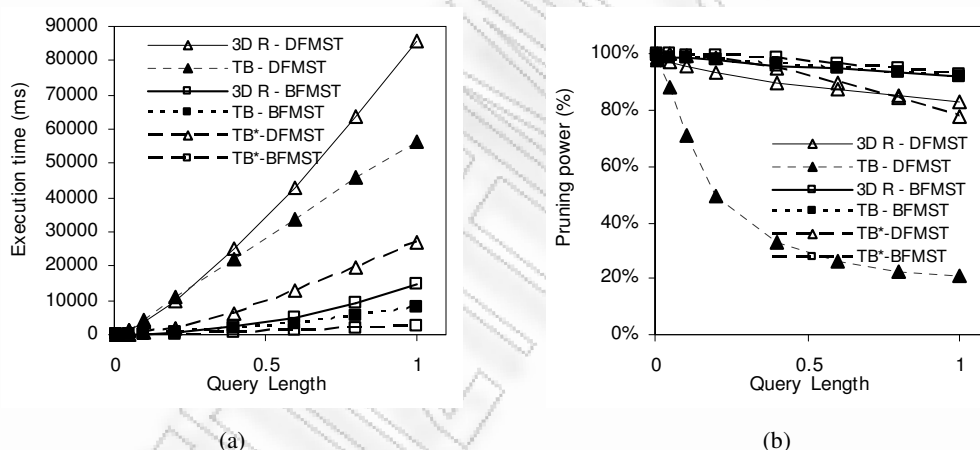 90000
80000
70000
60000
50000
40000
30000
20000
10000
0
Execution time (ms)
3D R - DFMST
TB - DFMST
3D R - BFMST
TB - BFMST
TB*-DFMST
TB*-BFMST
0
0.5
1
Query Length
(a)
100%
80%
60%
40%
20%
0%
Pruning power (%)
3D R - DFMST
TB - DFMST
3D R - BFMST
TB - BFMST
TB*-DFMST
TB*-BFMST
0
0.5
1
Query Length
(b)